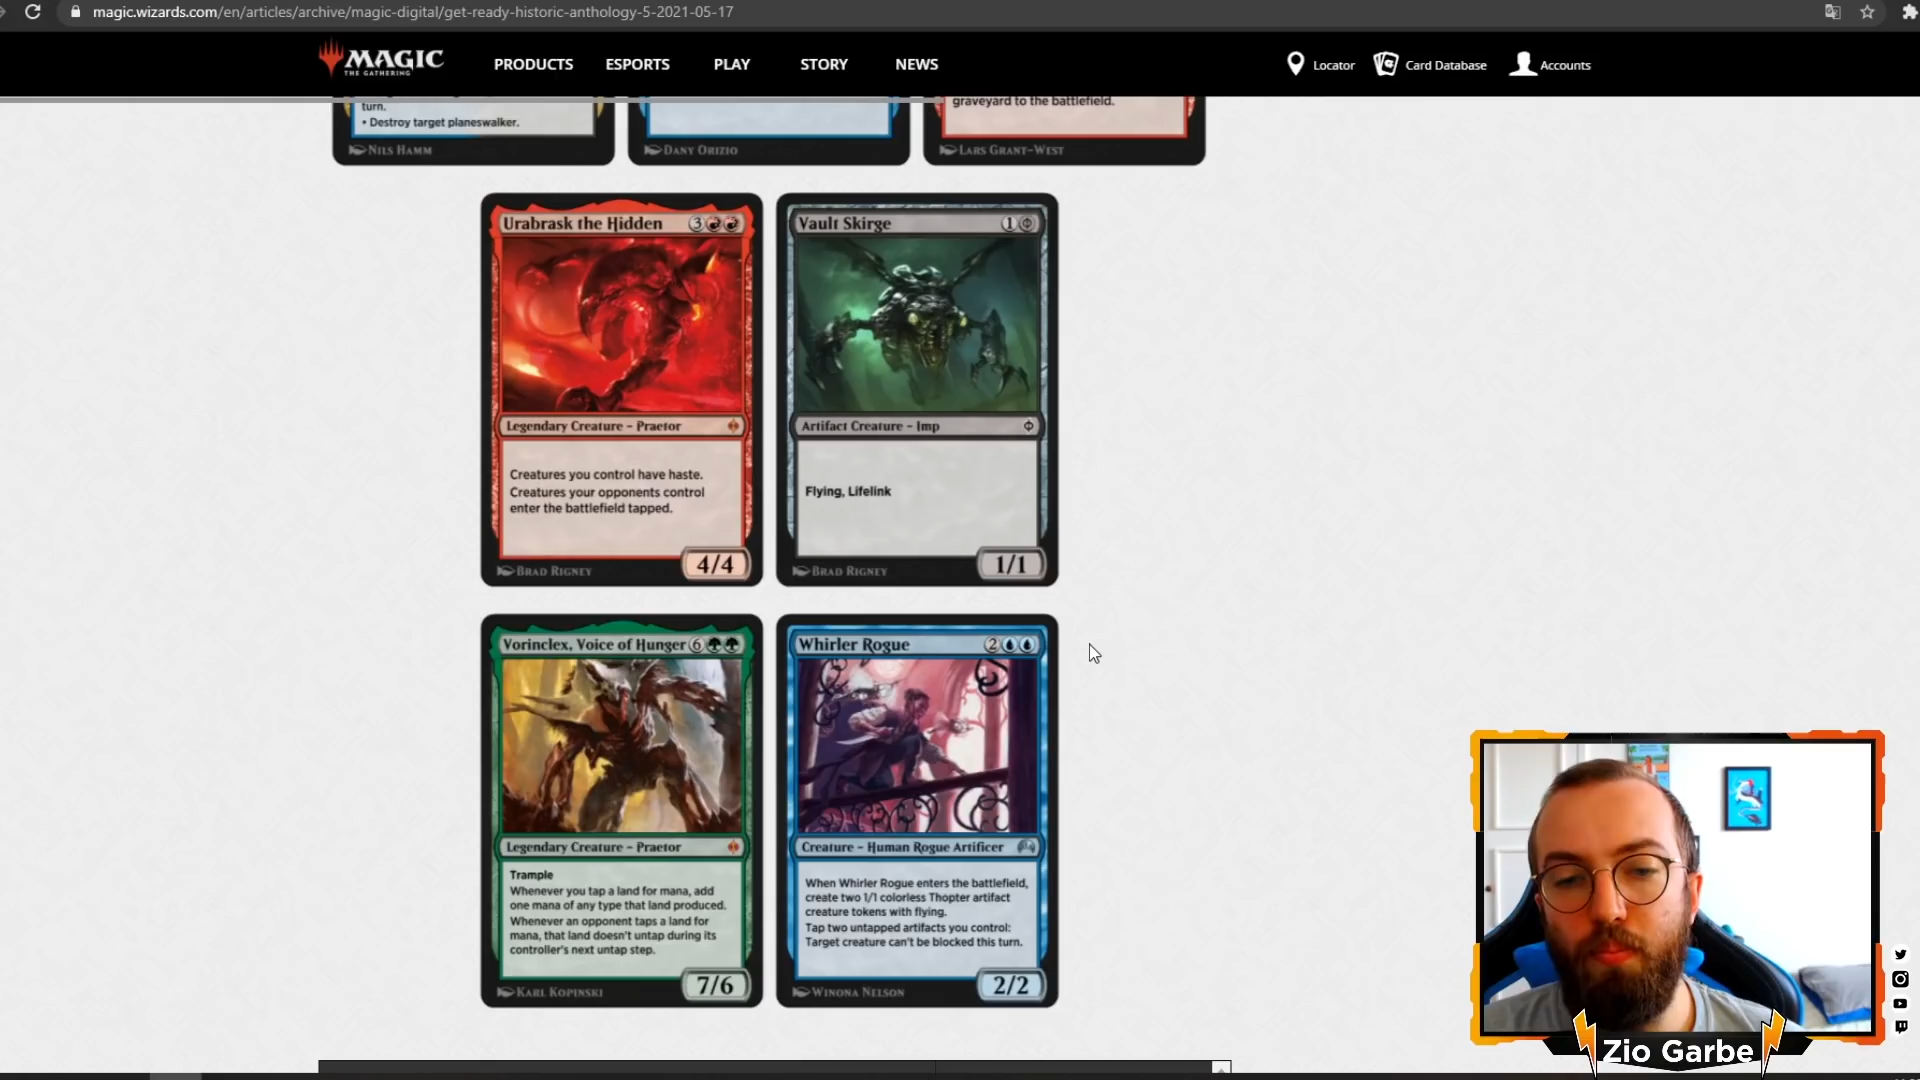 magic.wizards.com/en/articles/archive/magic-digital/get-ready-historic-anthology-5-2021-05-17
MAGIC
THE GATHERING
PRODUCTS
ESPORTS
PLAY
STORY
NEWS
Locator
Card Database
Accounts
turn.
• Destroy target planeswalker.
NILS HAMM
DANY ORIZIO
graveyard to the battlefield.
LARS GRANT-WEST
Urabrask the Hidden 3
Legendary Creature – Praetor
Creatures you control have haste.
Creatures your opponents control
enter the battlefield tapped.
4/4
BRAD RIGNEY
Vault Skirge 1
Artifact Creature – Imp
Flying, Lifelink
1/1
BRAD RIGNEY
Vorinclex, Voice of Hunger 6
Legendary Creature – Praetor
Trample
Whenever you tap a land for mana, add
one mana of any type that land produced.
Whenever an opponent taps a land for
mana, that land doesn't untap during its
controller's next untap step.
7/6
KARL KOPINSKI
Whirler Rogue 2
Creature – Human Rogue Artificer
When Whirler Rogue enters the battlefield,
create two 1/1 colorless Thopter artifact
creature tokens with flying.
Tap two untapped artifacts you control:
Target creature can't be blocked this turn.
2/2
WINONA NELSON
Zio Garbe